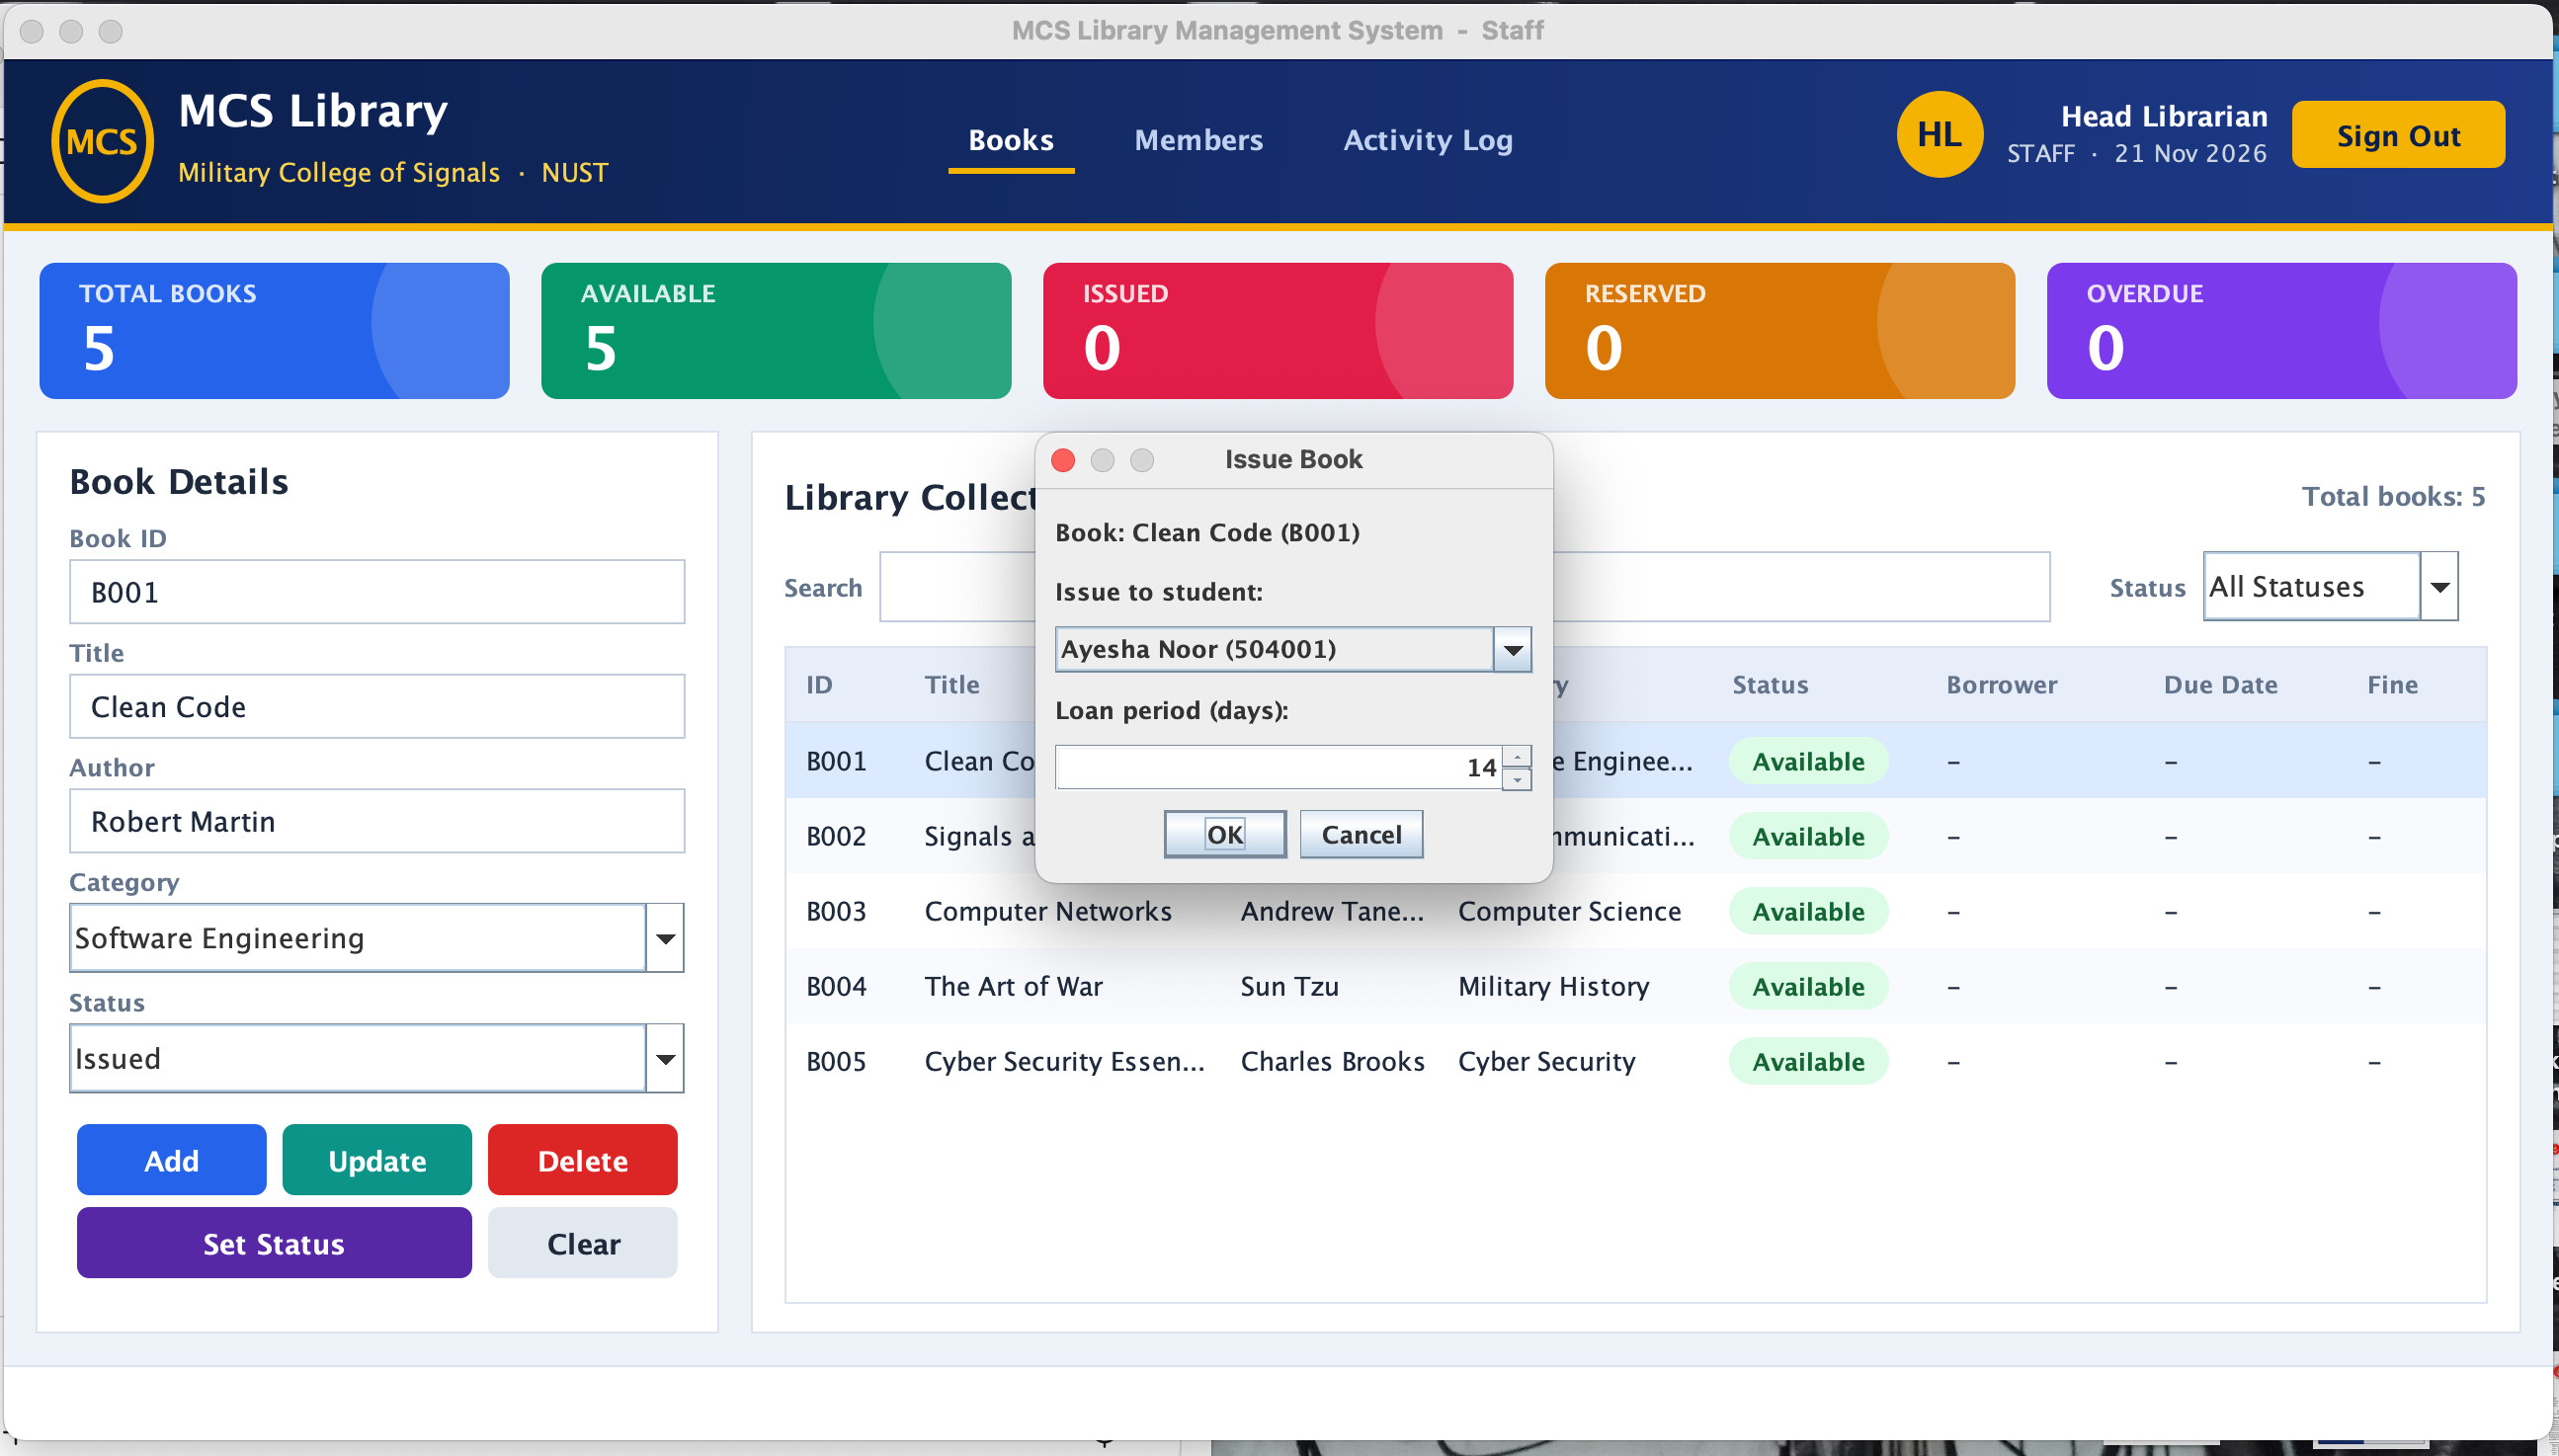 MCS Library Management System - Staff
MCS
MCS Library
Military College of Signals · NUST
Books
Members
Activity Log
HL
Head Librarian
STAFF · 21 Nov 2026
Sign Out
TOTAL BOOKS
5
AVAILABLE
5
ISSUED
0
RESERVED
0
OVERDUE
0
Book Details
Book ID
B001
Title
Clean Code
Author
Robert Martin
Category
Software Engineering
Status
Issued
Add
Update
Delete
Set Status
Clear
Library Collect
Total books: 5
Search
Status
All Statuses
ID Title y Status Borrower Due Date Fine
B001 Clean Co e Enginee... Available – – –
B002 Signals a mmunicati... Available – – –
B003 Computer Networks Andrew Tane... Computer Science Available – – –
B004 The Art of War Sun Tzu Military History Available – – –
B005 Cyber Security Essen... Charles Brooks Cyber Security Available – – –
Issue Book
Book: Clean Code (B001)
Issue to student:
Ayesha Noor (504001)
Loan period (days):
14
OK
Cancel